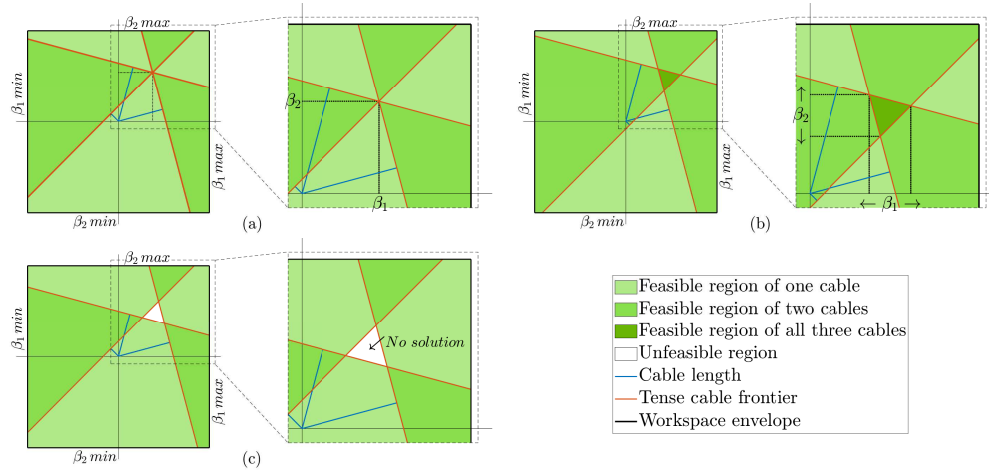 β₂ max
β₁ min
β₁ max
β₂ min
β₂
β₁
(a)
β₂ max
β₁ min
β₁ max
β₂ min
↑
β₂
↓
← β₁ →
(b)
β₂ max
β₁ min
β₁ max
β₂ min
No solution
(c)
Feasible region of one cable
Feasible region of two cables
Feasible region of all three cables
Unfeasible region
Cable length
Tense cable frontier
Workspace envelope